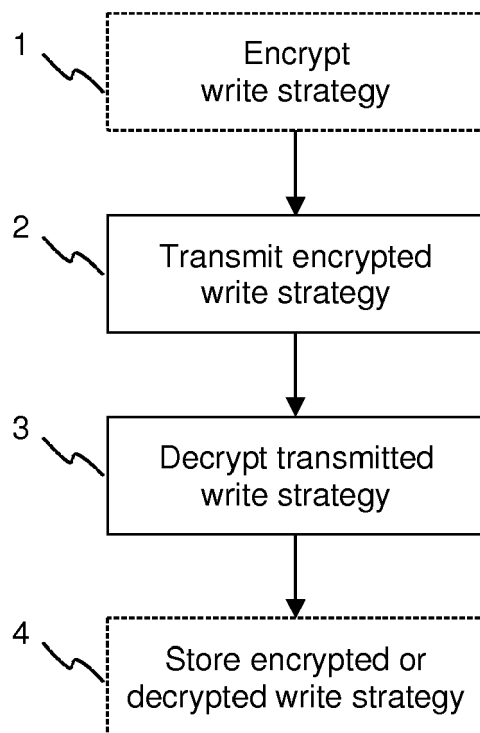 1
Encrypt
write strategy
2
Transmit encrypted
write strategy
3
Decrypt transmitted
write strategy
4
Store encrypted or
decrypted write strategy